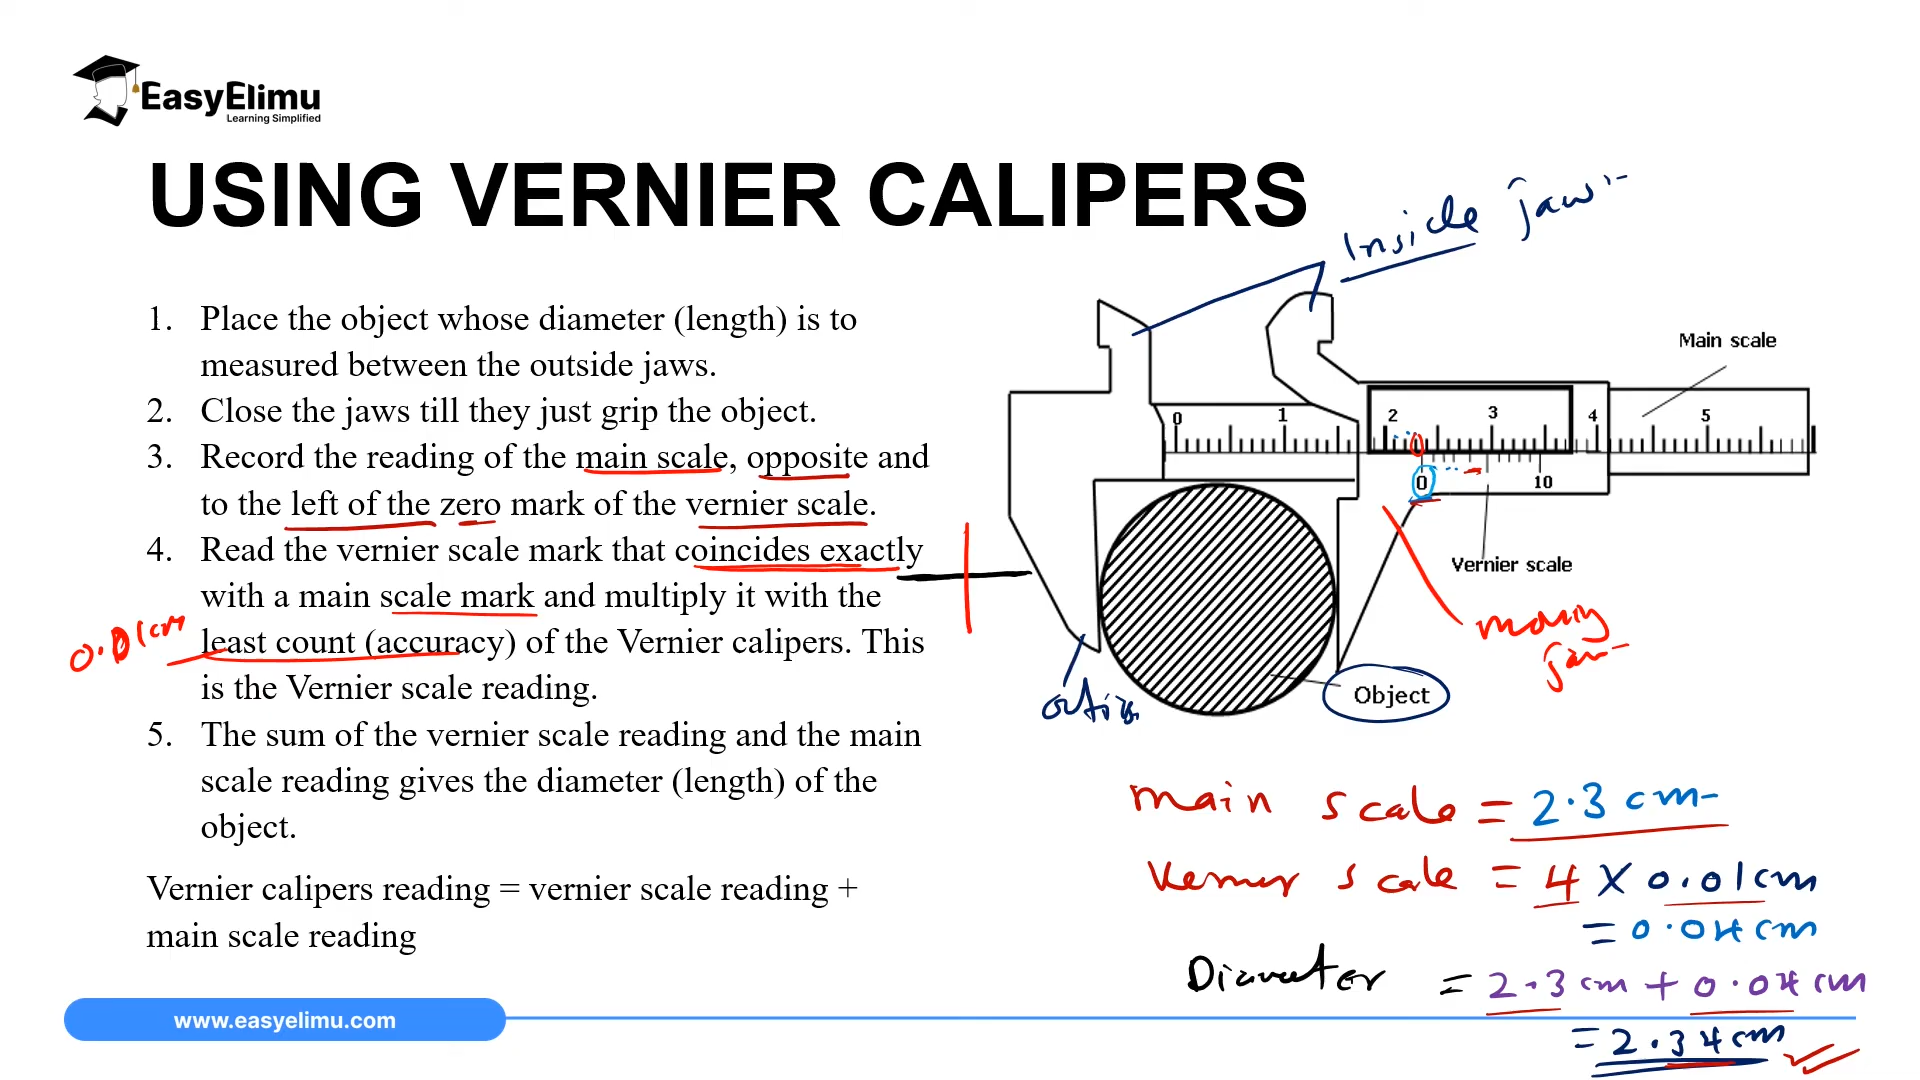 EasyElimu
Learning Simplified
USING VERNIER CALIPERS
1. Place the object whose diameter (length) is to
measured between the outside jaws.
2. Close the jaws till they just grip the object.
3. Record the reading of the main scale, opposite and
to the left of the zero mark of the vernier scale.
4. Read the vernier scale mark that coincides exactly
with a main scale mark and multiply it with the
least count (accuracy) of the Vernier calipers. This
is the Vernier scale reading.
5. The sum of the vernier scale reading and the main
scale reading gives the diameter (length) of the
object.
Vernier calipers reading = vernier scale reading +
main scale reading
www.easyelimu.com
0.01cm
Inside jaws
Main scale
0 1 2 3 4 5
0 10
Vernier scale
Object
main scale = 2.3 cm
Vernier scale = 4 x 0.01cm
= 0.04 cm
Diameter = 2.3 cm + 0.04 cm
= 2.34 cm